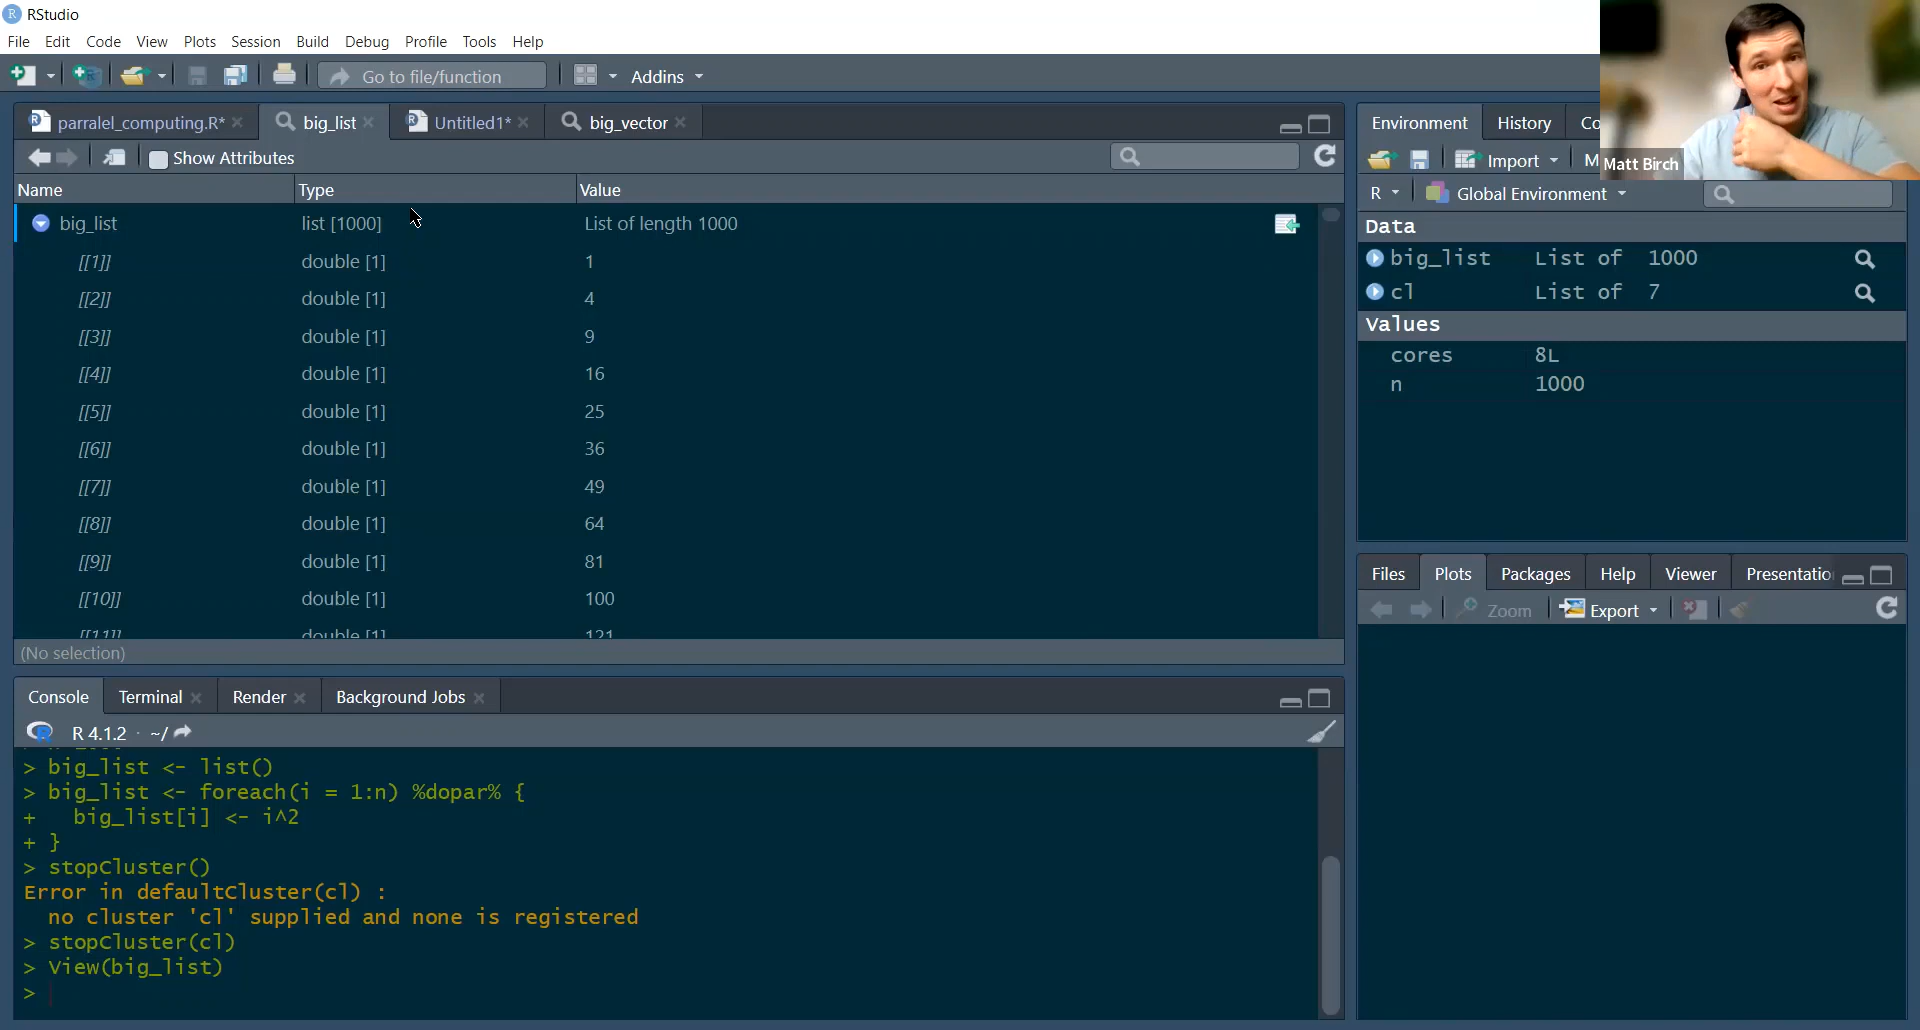 RStudio
File Edit Code View Plots Session Build Debug Profile Tools Help
Go to file/function Addins
parralel_computing.R* big_list Untitled1* big_vector
Show Attributes
Name Type Value
big_list list [1000] List of length 1000
[[1]] double [1] 1
[[2]] double [1] 4
[[3]] double [1] 9
[[4]] double [1] 16
[[5]] double [1] 25
[[6]] double [1] 36
[[7]] double [1] 49
[[8]] double [1] 64
[[9]] double [1] 81
[[10]] double [1] 100
[[11]] double [1] 121
(No selection)
Console Terminal Render Background Jobs
R 4.1.2 · ~/
> big_list <- list()
> big_list <- foreach(i = 1:n) %dopar% {
+   big_list[i] <- i^2
+ }
> stopCluster()
Error in defaultCluster(cl) :
  no cluster 'cl' supplied and none is registered
> stopCluster(cl)
> View(big_list)
>
Matt Birch
Environment History Co
Import M
R Global Environment
Data
big_list List of 1000
cl List of 7
Values
cores 8L
n 1000
Files Plots Packages Help Viewer Presentatio
Zoom Export